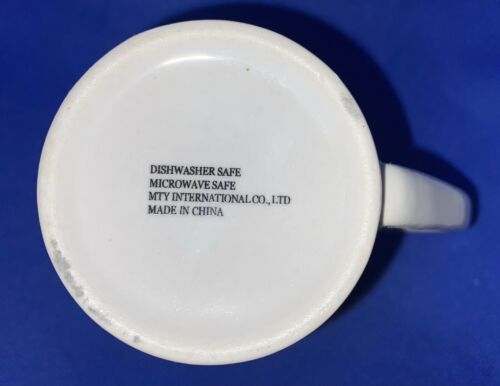 DISHWASHER SAFE
MICROWAVE SAFE
MTY INTERNATIONAL CO., LTD
MADE IN CHINA